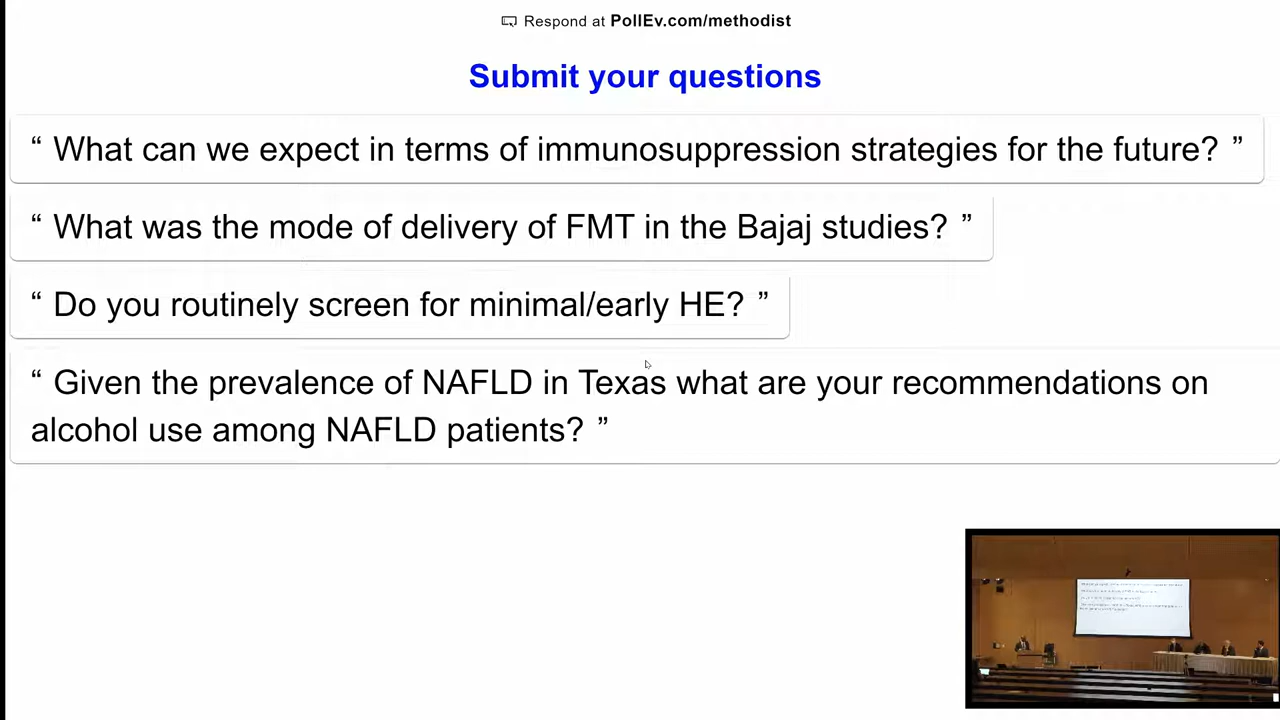 Respond at PollEv.com/methodist
Submit your questions
“ What can we expect in terms of immunosuppression strategies for the future? ”
“ What was the mode of delivery of FMT in the Bajaj studies? ”
“ Do you routinely screen for minimal/early HE? ”
“ Given the prevalence of NAFLD in Texas what are your recommendations on
alcohol use among NAFLD patients? ”